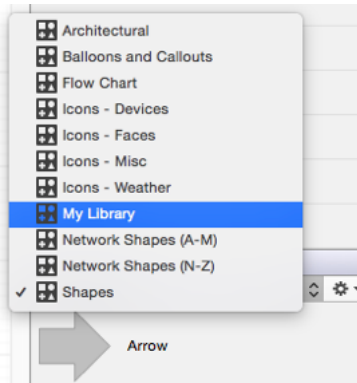 Architectural
Balloons and Callouts
Flow Chart
Icons - Devices
Icons - Faces
Icons - Misc
Icons - Weather
My Library
Network Shapes (A-M)
Network Shapes (N-Z)
Shapes
Arrow